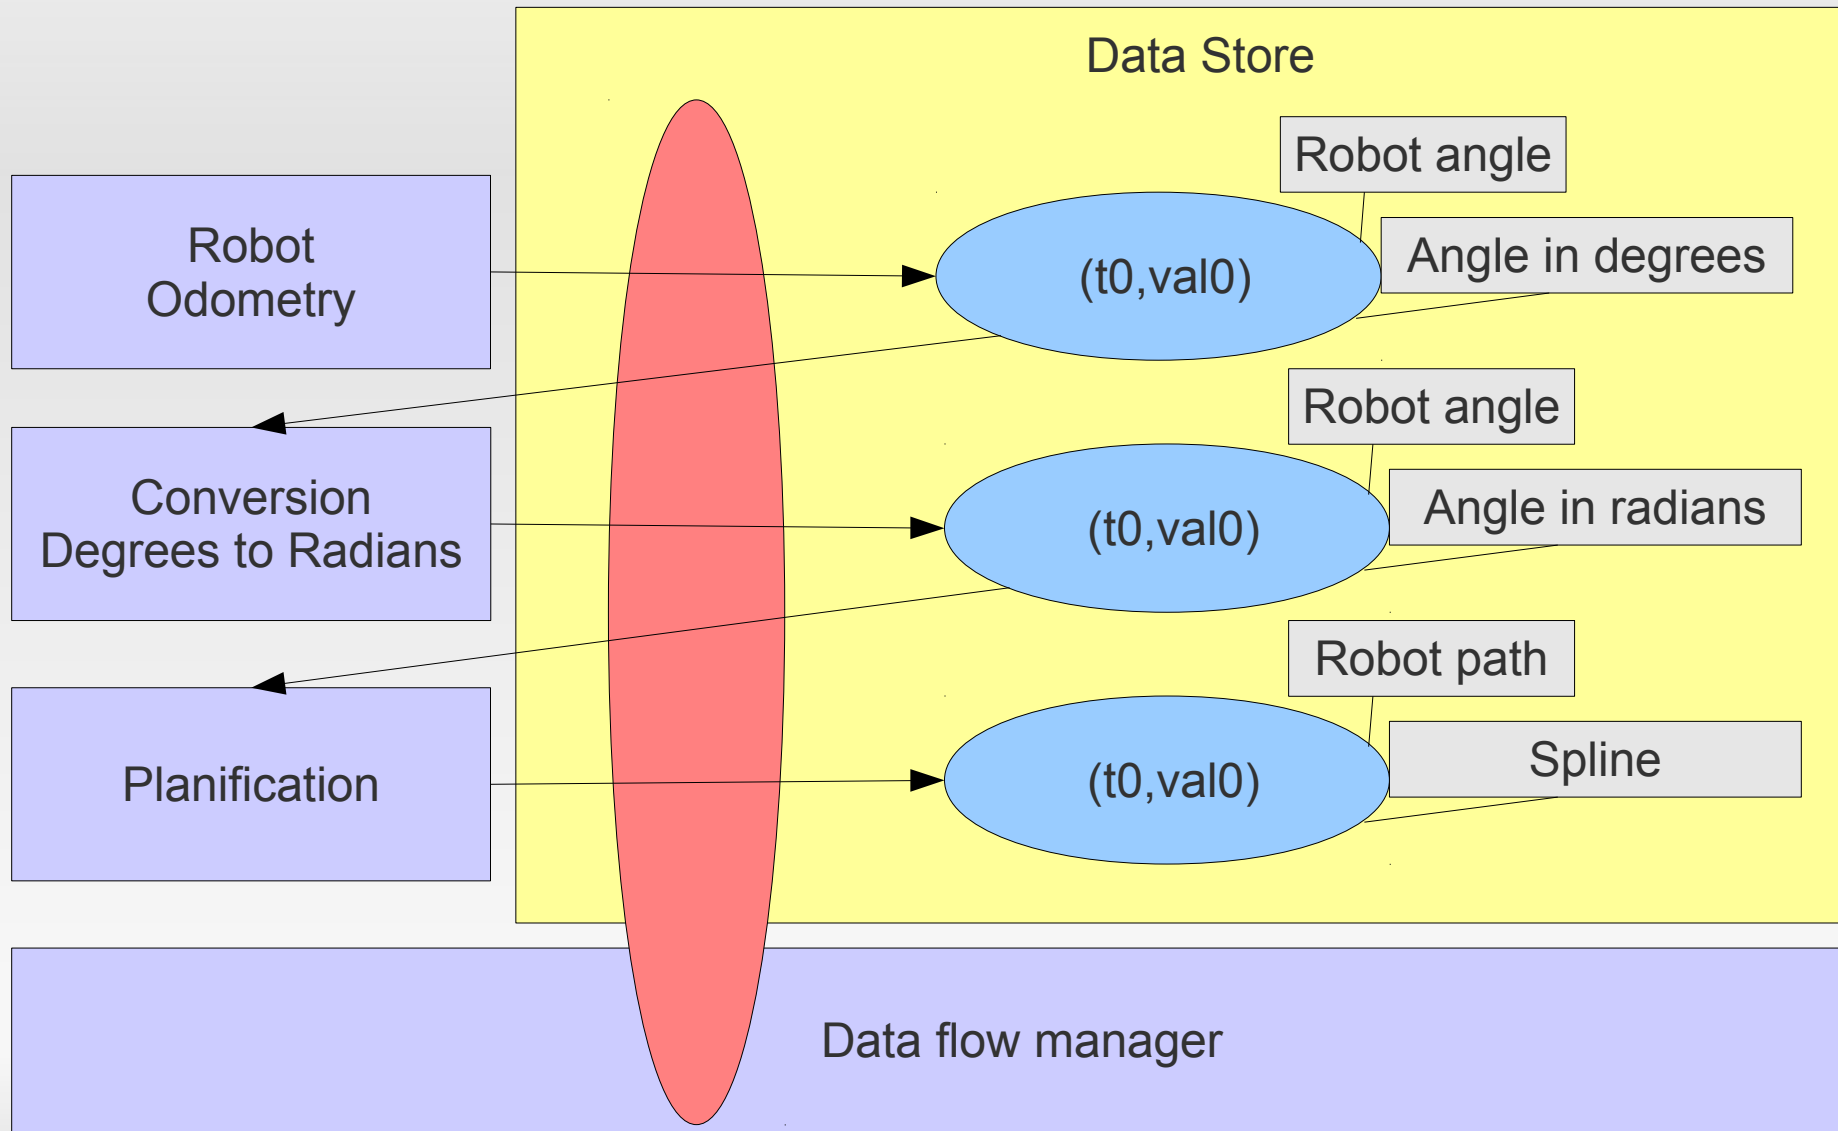 Data Store
Robot angle
Robot
Odometry
(t0,val0)
Angle in degrees
Robot angle
Conversion
Degrees to Radians
(t0,val0)
Angle in radians
Robot path
Planification
(t0,val0)
Spline
Data flow manager